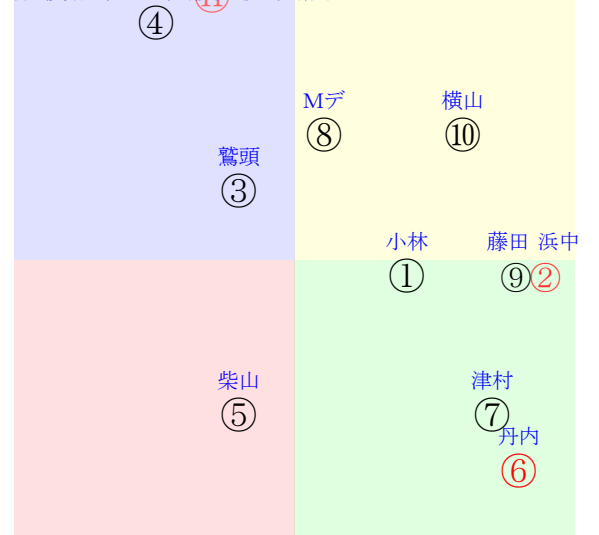 ⑪
④
Mデ 横山
⑧ ⑩
鷲頭
③
小林 藤田 浜中
① ⑨②
柴山 津村
⑤ ⑦
丹内
⑥